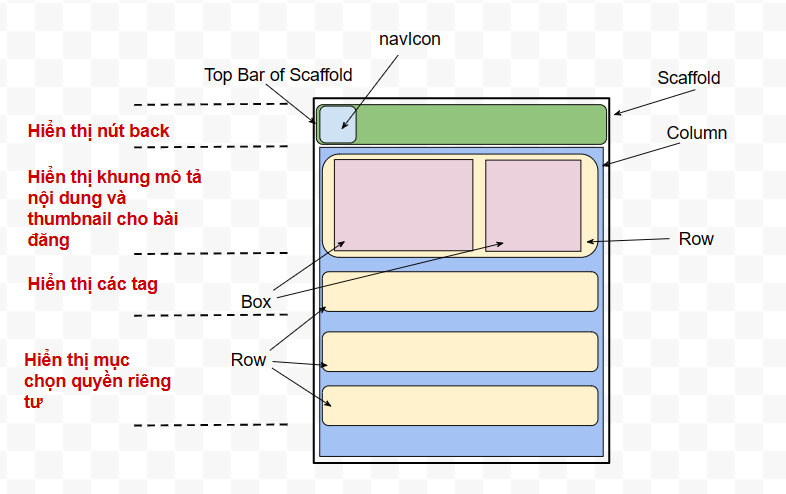 navIcon
Top Bar of Scaffold
Scaffold
Hiển thị nút back
Column
Hiển thị khung mô tả
nội dung và
thumbnail cho bài
đăng
Row
Hiển thị các tag
Box
Hiển thị mục
chọn quyền riêng
tư
Row